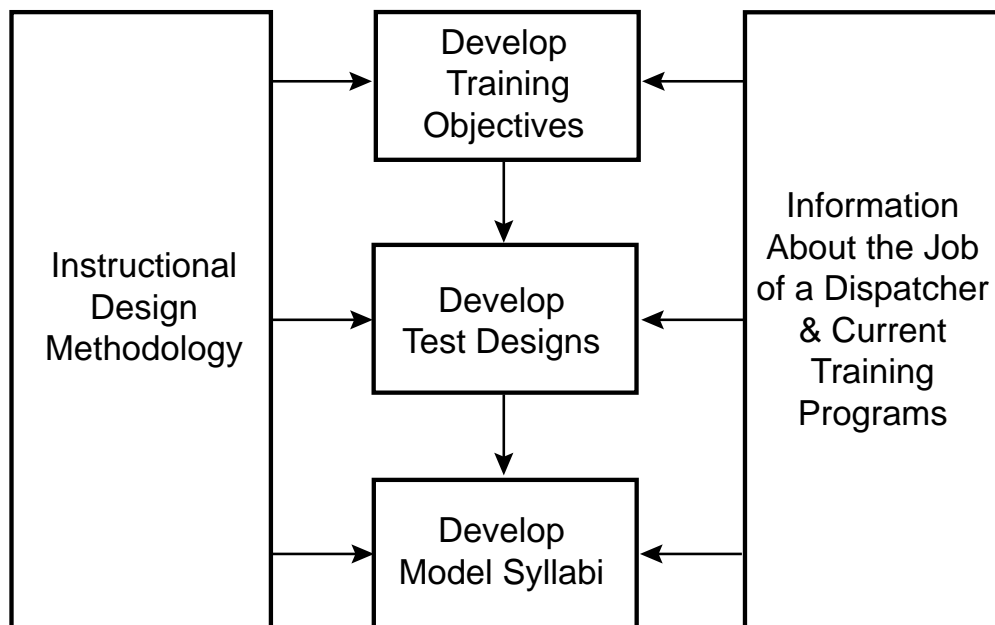 Develop
Training
Objectives
Instructional
Design
Methodology
Develop
Test Designs
Information
About the Job
of a Dispatcher
& Current
Training
Programs
Develop
Model Syllabi